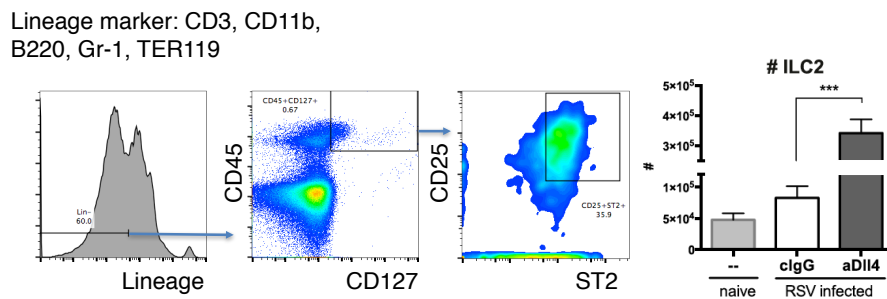 Lineage marker: CD3, CD11b,
B220, Gr-1, TER119
Lin-
60.0
Lineage
CD45+CD127+
0.67
CD45
CD127
CD25+ST2+
35.9
CD25
ST2
# ILC2
***
#
5×10⁵
4×10⁵
3×10⁵
1×10⁵
5×10⁴
0
-- cIgG aDll4
naive RSV infected